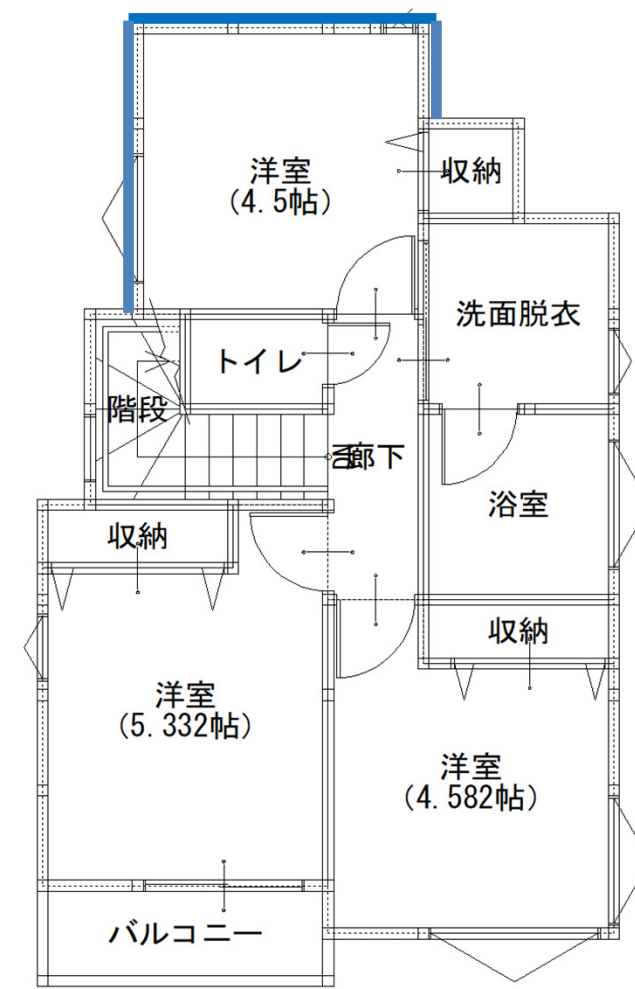 洋室
(4.5帖)
収納
洗面脱衣
トイレ
階段
廊下
浴室
収納
収納
洋室
(5.332帖)
洋室
(4.582帖)
バルコニー